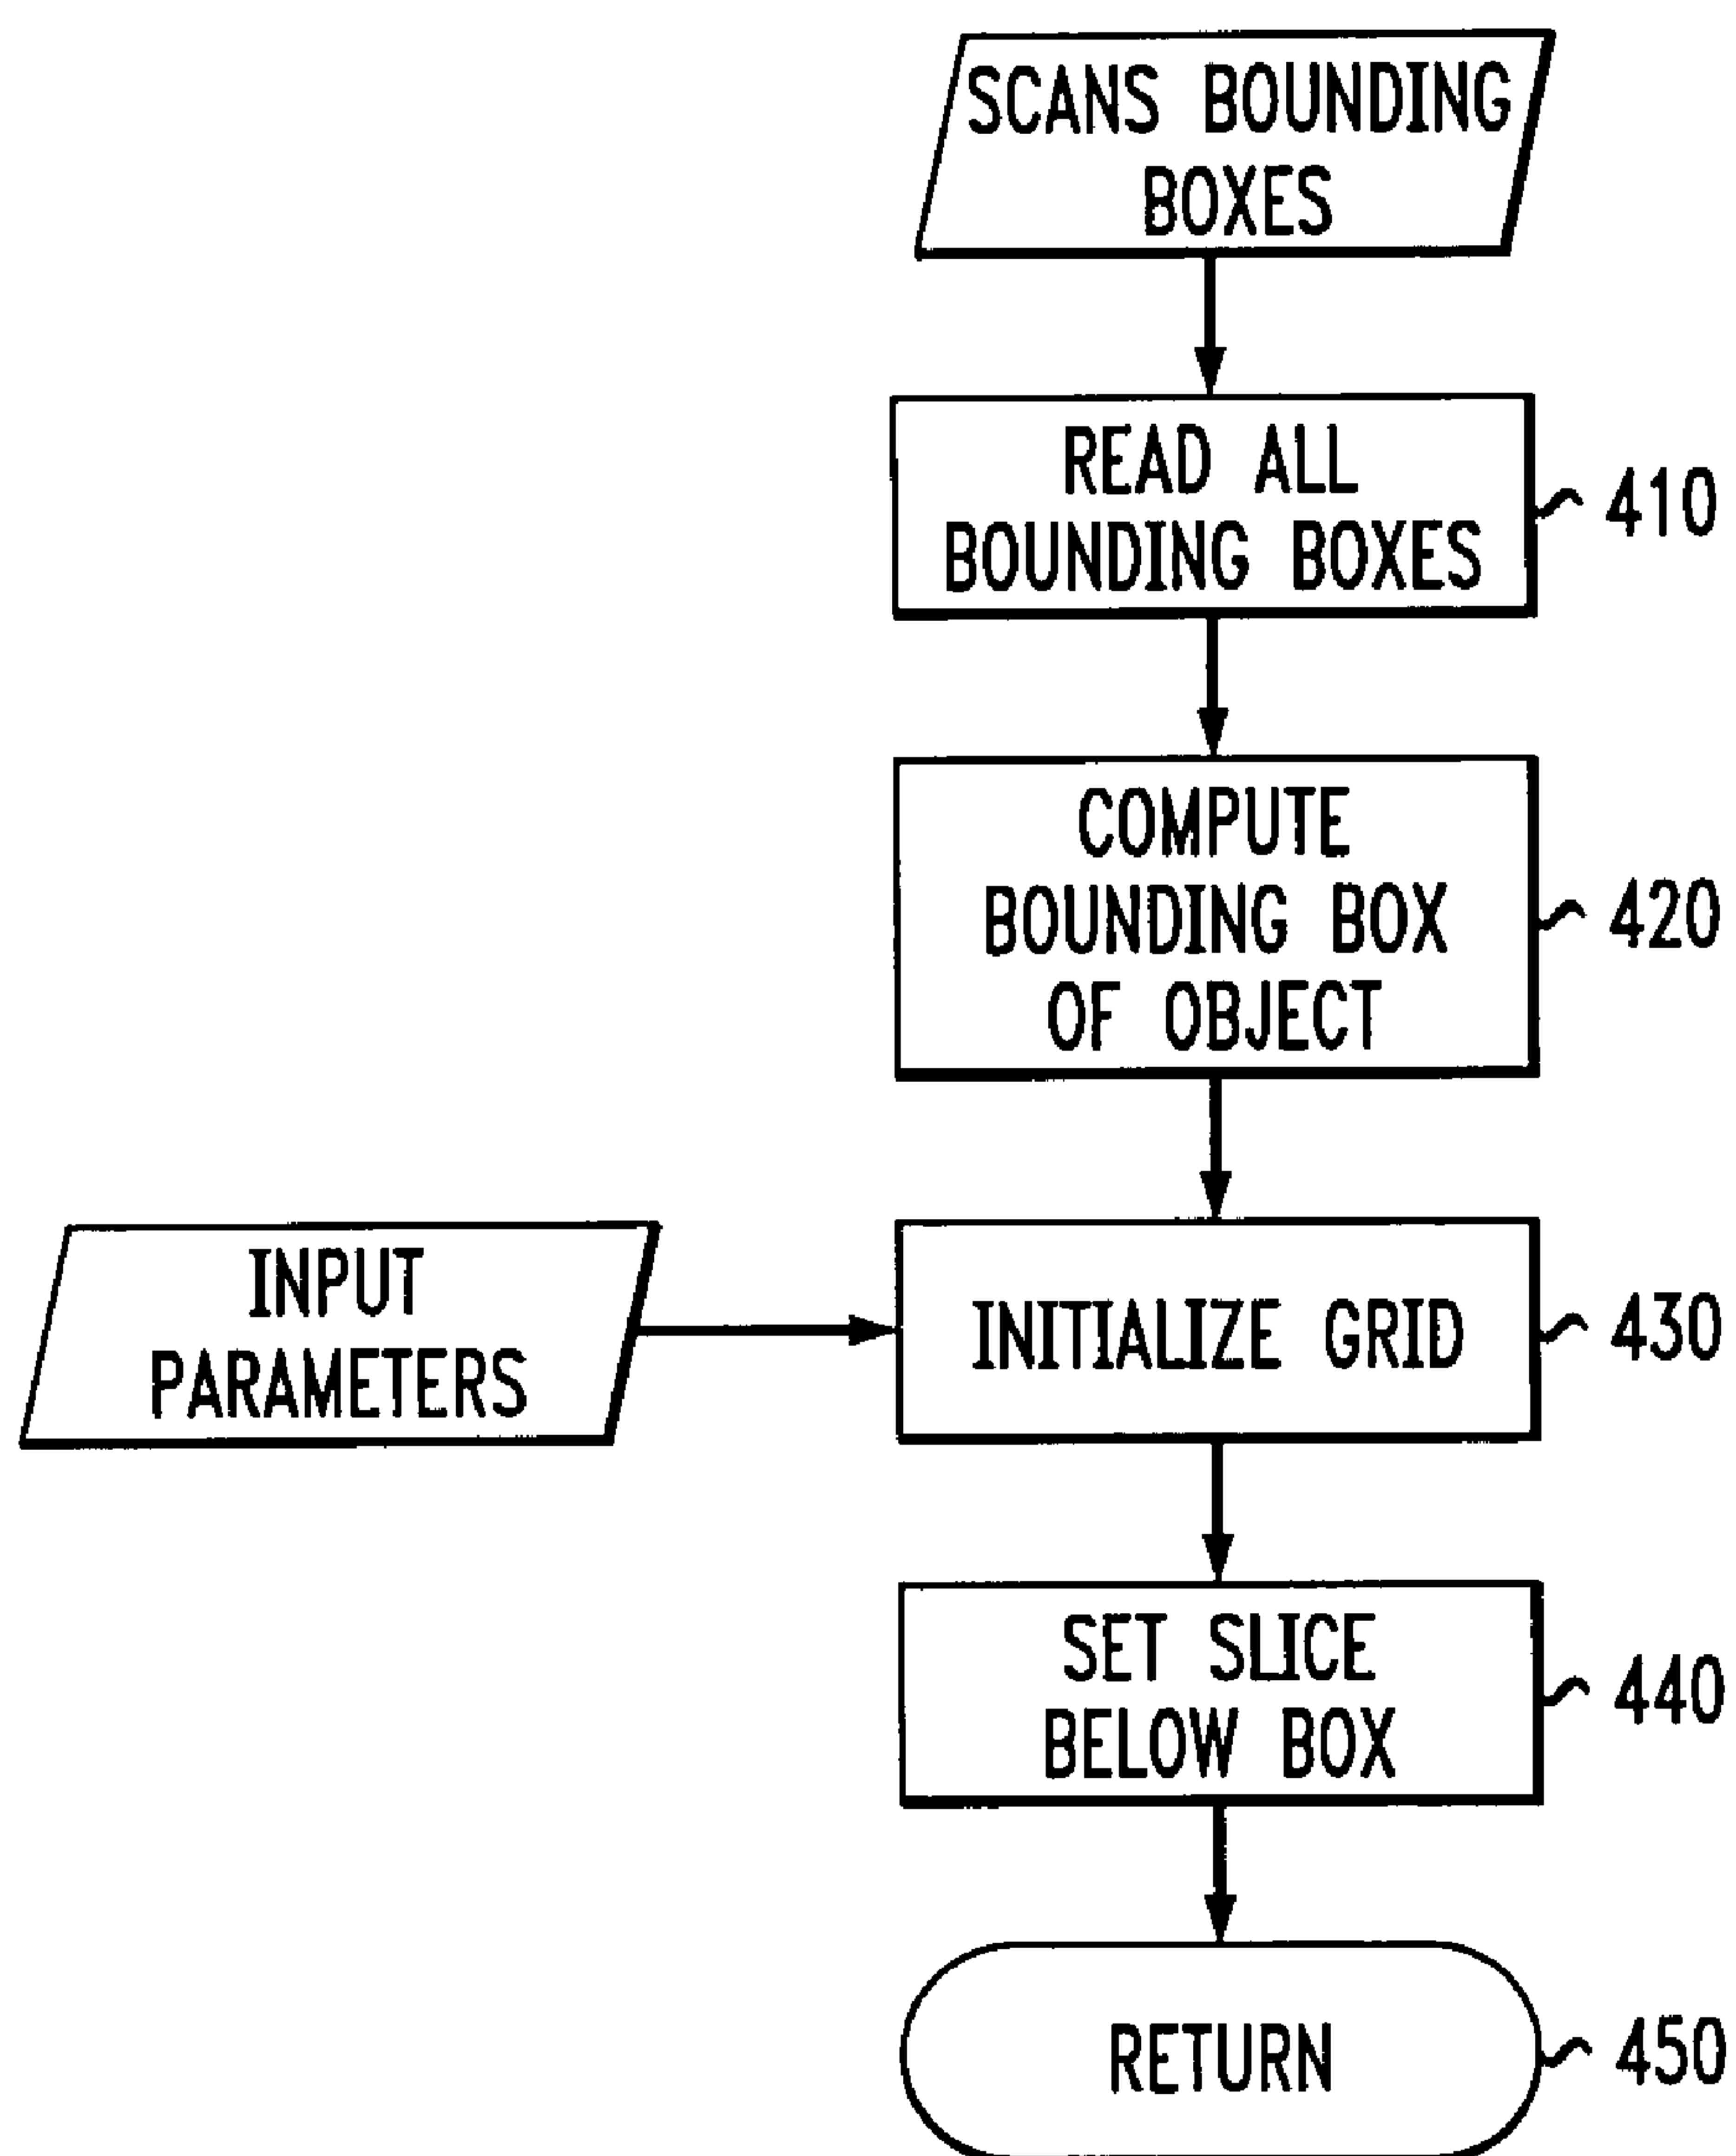 SCANS BOUNDING
BOXES
READ ALL
BOUNDING BOXES
410
COMPUTE
BOUNDING BOX
OF OBJECT
420
INPUT
PARAMETERS
INITIALIZE GRID
430
SET SLICE
BELOW BOX
440
RETURN
450